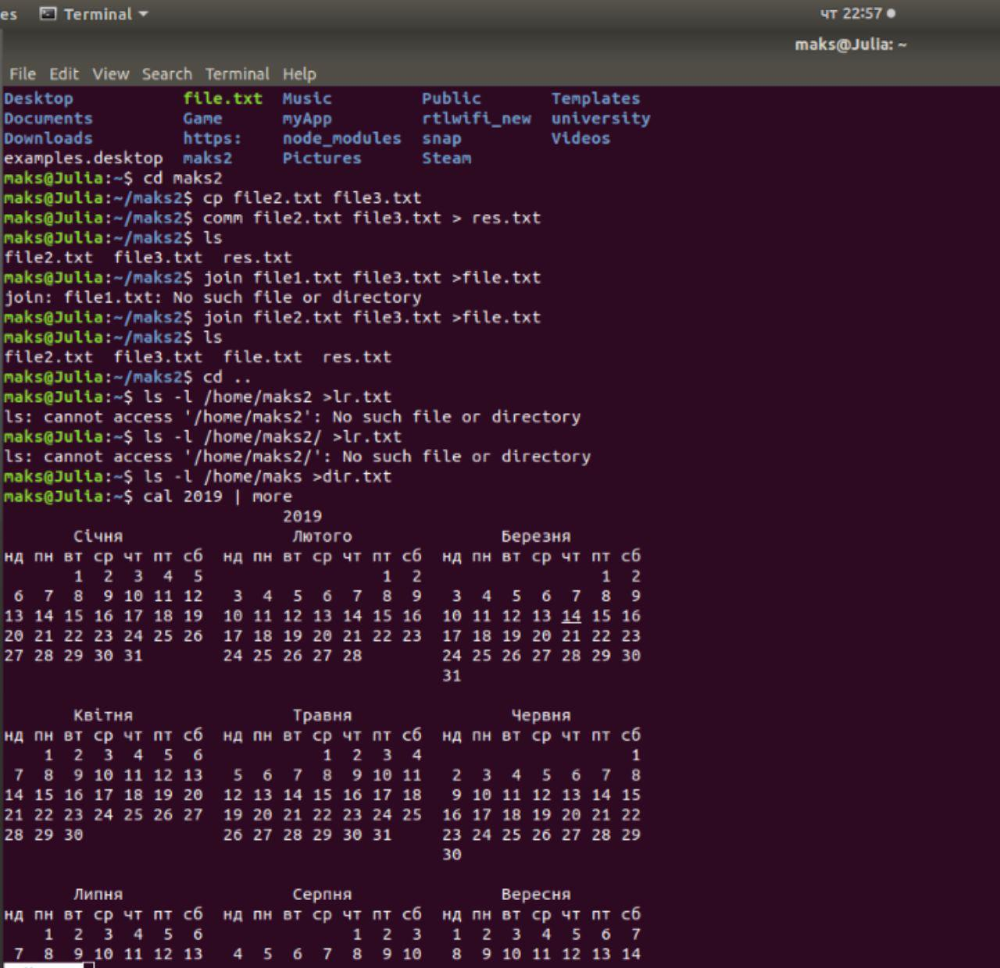 es Terminal чт 22:57
maks@Julia: ~
File Edit View Search Terminal Help
Desktop file.txt Music Public Templates
Documents Game myApp rtlwifi_new university
Downloads https: node_modules snap Videos
examples.desktop maks2 Pictures Steam
maks@Julia:~$ cd maks2
maks@Julia:~/maks2$ cp file2.txt file3.txt
maks@Julia:~/maks2$ comm file2.txt file3.txt > res.txt
maks@Julia:~/maks2$ ls
file2.txt file3.txt res.txt
maks@Julia:~/maks2$ join file1.txt file3.txt >file.txt
join: file1.txt: No such file or directory
maks@Julia:~/maks2$ join file2.txt file3.txt >file.txt
maks@Julia:~/maks2$ ls
file2.txt file3.txt file.txt res.txt
maks@Julia:~/maks2$ cd ..
maks@Julia:~$ ls -l /home/maks2 >lr.txt
ls: cannot access '/home/maks2': No such file or directory
maks@Julia:~$ ls -l /home/maks2/ >lr.txt
ls: cannot access '/home/maks2/': No such file or directory
maks@Julia:~$ ls -l /home/maks >dir.txt
maks@Julia:~$ cal 2019 | more
2019
Січня Лютого Березня
нд пн вт ср чт пт сб нд пн вт ср чт пт сб нд пн вт ср чт пт сб
1 2 3 4 5 1 2 1 2
6 7 8 9 10 11 12 3 4 5 6 7 8 9 3 4 5 6 7 8 9
13 14 15 16 17 18 19 10 11 12 13 14 15 16 10 11 12 13 14 15 16
20 21 22 23 24 25 26 17 18 19 20 21 22 23 17 18 19 20 21 22 23
27 28 29 30 31 24 25 26 27 28 24 25 26 27 28 29 30
31
Квітня Травня Червня
нд пн вт ср чт пт сб нд пн вт ср чт пт сб нд пн вт ср чт пт сб
1 2 3 4 5 6 1 2 3 4 1
7 8 9 10 11 12 13 5 6 7 8 9 10 11 2 3 4 5 6 7 8
14 15 16 17 18 19 20 12 13 14 15 16 17 18 9 10 11 12 13 14 15
21 22 23 24 25 26 27 19 20 21 22 23 24 25 16 17 18 19 20 21 22
28 29 30 26 27 28 29 30 31 23 24 25 26 27 28 29
30
Липня Серпня Вересня
нд пн вт ср чт пт сб нд пн вт ср чт пт сб нд пн вт ср чт пт сб
1 2 3 4 5 6 1 2 3 1 2 3 4 5 6 7
7 8 9 10 11 12 13 4 5 6 7 8 9 10 8 9 10 11 12 13 14